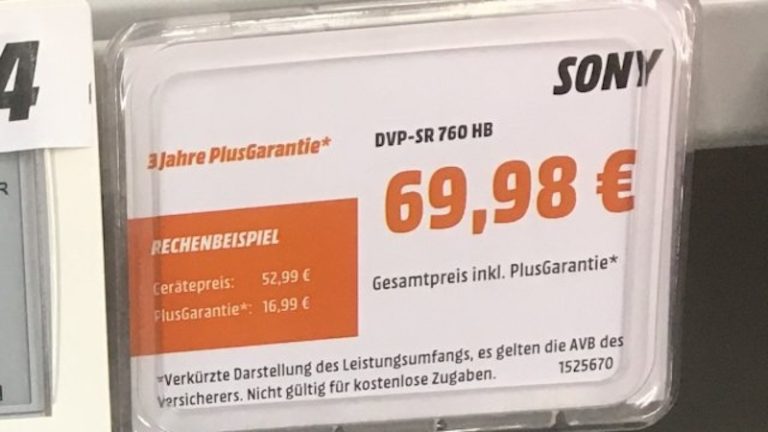 4
R
SONY
DVP-SR 760 HB
3 Jahre PlusGarantie*
69,98 €
RECHENBEISPIEL
Gerätepreis: 52,99 €
PlusGarantie*: 16,99 €
Gesamtpreis inkl. PlusGarantie*
*Verkürzte Darstellung des Leistungsumfangs, es gelten die AVB des
Versicherers. Nicht gültig für kostenlose Zugaben. 1525670